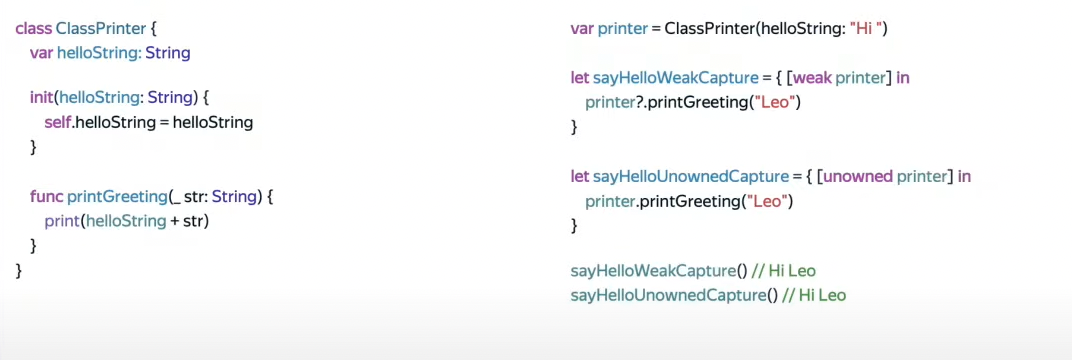 class ClassPrinter {
var helloString: String
init(helloString: String) {
self.helloString = helloString
}
func printGreeting(_ str: String) {
print(helloString + str)
}
}
var printer = ClassPrinter(helloString: "Hi ")
let sayHelloWeakCapture = { [weak printer] in
printer?.printGreeting("Leo")
}
let sayHelloUnownedCapture = { [unowned printer] in
printer.printGreeting("Leo")
}
sayHelloWeakCapture() // Hi Leo
sayHelloUnownedCapture() // Hi Leo